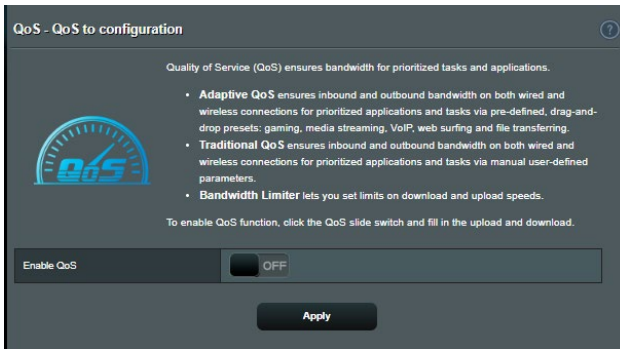 QoS - QoS to configuration
?
Quality of Service (QoS) ensures bandwidth for prioritized tasks and applications.
• Adaptive QoS ensures inbound and outbound bandwidth on both wired and
wireless connections for prioritized applications and tasks via pre-defined, drag-and-
drop presets: gaming, media streaming, VoIP, web surfing and file transferring.
• Traditional QoS ensures inbound and outbound bandwidth on both wired and
wireless connections for prioritized applications and tasks via manual user-defined
parameters.
• Bandwidth Limiter lets you set limits on download and upload speeds.
QoS
To enable QoS function, click the QoS slide switch and fill in the upload and download.
Enable QoS
OFF
Apply